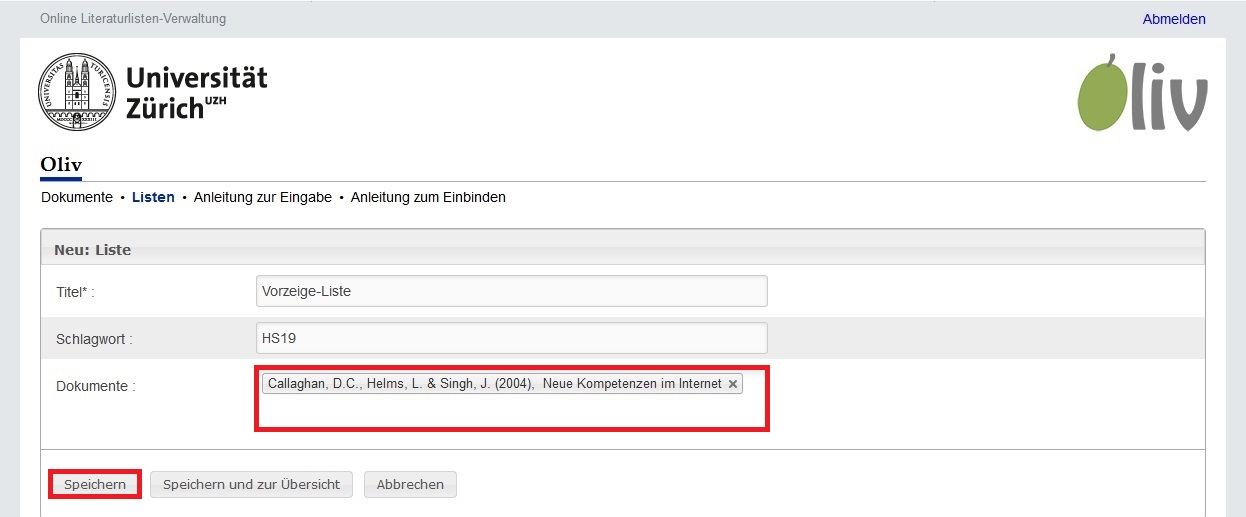 Online Literaturlisten-Verwaltung Abmelden
Universität
Zürich UZH
Oliv
Oliv
Dokumente • Listen • Anleitung zur Eingabe • Anleitung zum Einbinden
Neu: Liste
Titel* : Vorzeige-Liste
Schlagwort : HS19
Dokumente : Callaghan, D.C., Helms, L. & Singh, J. (2004), Neue Kompetenzen im Internet ×
Speichern Speichern und zur Übersicht Abbrechen